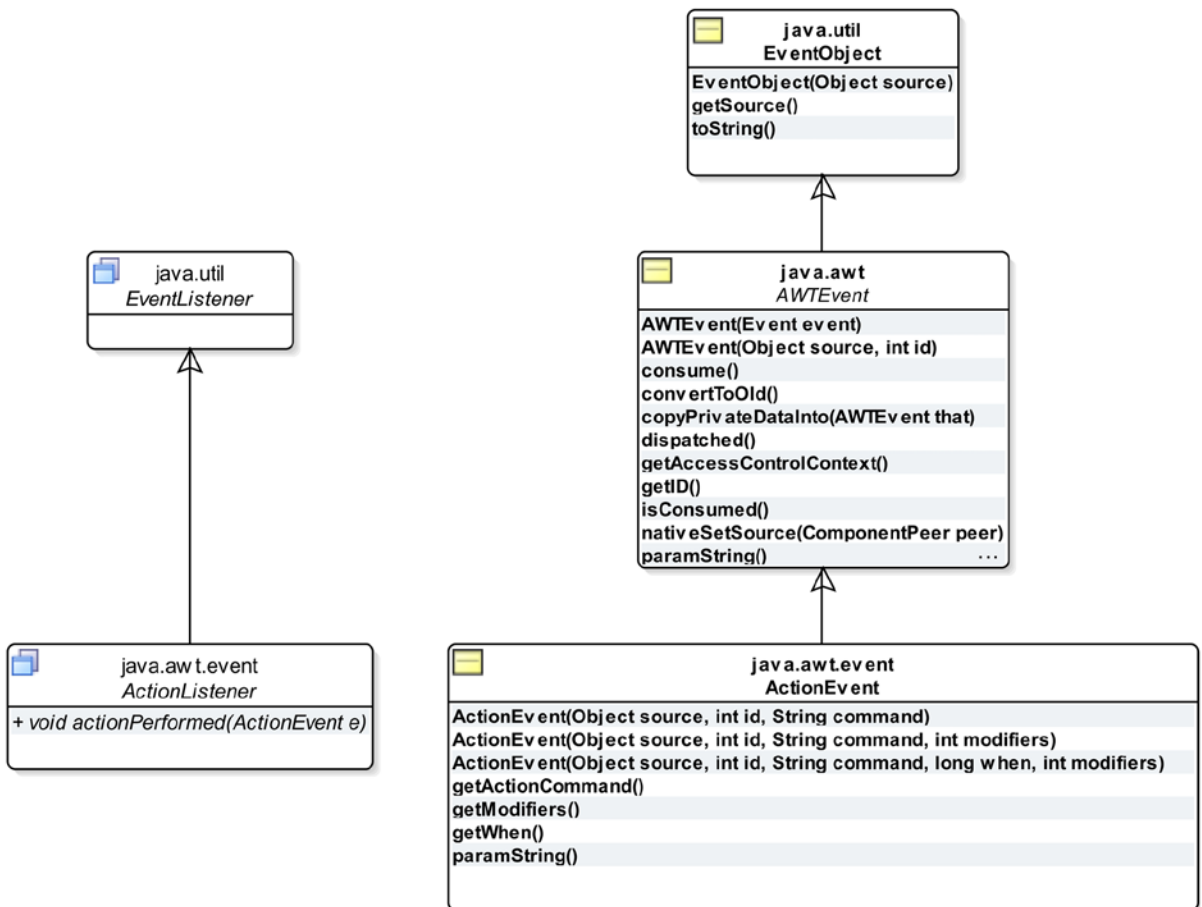 java.util
EventObject
EventObject(Object source)
getSource()
toString()
java.util
EventListener
java.awt
AWTEvent
AWTEvent(Event event)
AWTEvent(Object source, int id)
consume()
convertToOld()
copyPrivateDataInto(AWTEvent that)
dispatched()
getAccessControlContext()
getID()
isConsumed()
nativeSetSource(ComponentPeer peer)
paramString() ...
java.awt.event
ActionListener
+ void actionPerformed(ActionEvent e)
java.awt.event
ActionEvent
ActionEvent(Object source, int id, String command)
ActionEvent(Object source, int id, String command, int modifiers)
ActionEvent(Object source, int id, String command, long when, int modifiers)
getActionCommand()
getModifiers()
getWhen()
paramString()